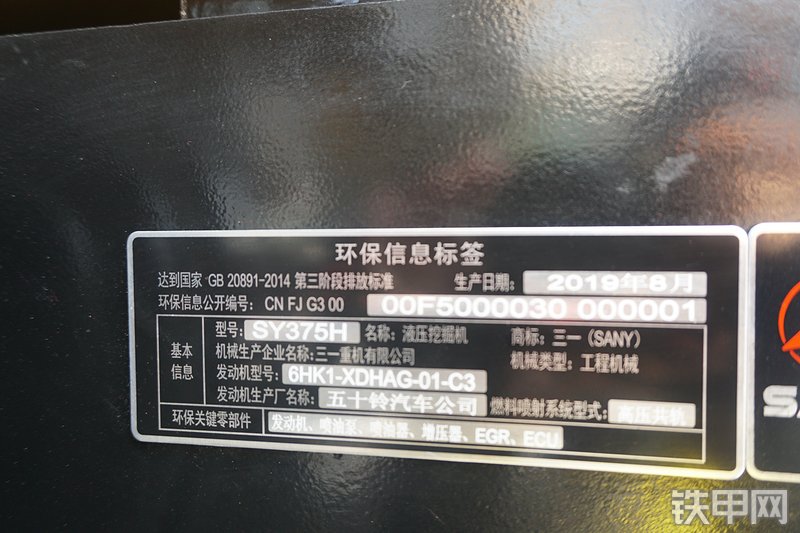 环保信息标签
达到国家 GB 20891-2014 第三阶段排放标准 生产日期: 2019年8月
环保信息公开编号: CN FJ G3 00 00F5000030 000001
基本信息
型号: SY375H 名称: 液压挖掘机 商标: 三一 (SANY)
机械生产企业名称: 三一重机有限公司 机械类型: 工程机械
发动机型号: 6HK1-XDHAG-01-C3
发动机生产厂名称: 五十铃汽车公司 燃料喷射系统型式: 高压共轨
环保关键零部件 发动机、喷油泵、喷油器、增压器、EGR、ECU
SA
铁甲网